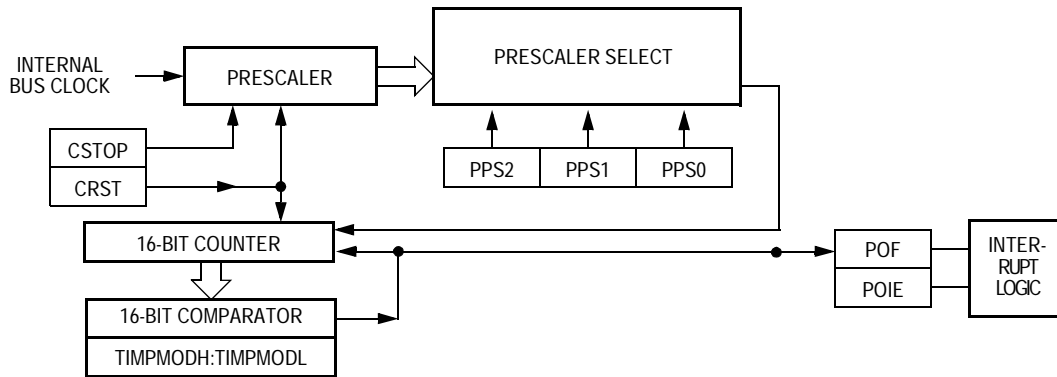 INTERNAL
BUS CLOCK
PRESCALER
PRESCALER SELECT
CSTOP
CRST
PPS2
PPS1
PPS0
16-BIT COUNTER
16-BIT COMPARATOR
TIMPMODH:TIMPMODL
POF
POIE
INTER-
RUPT
LOGIC